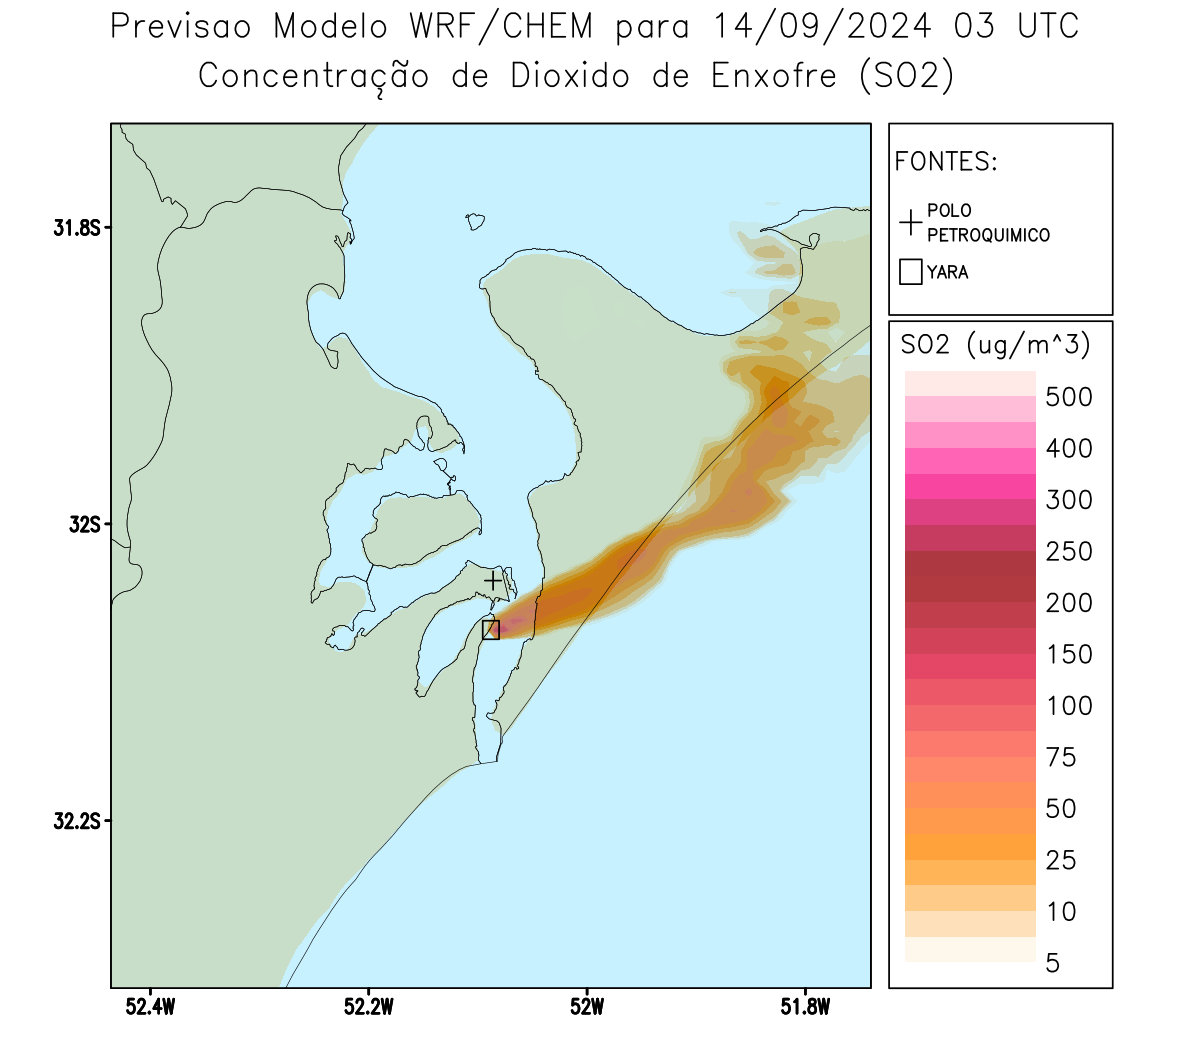 Previsao Modelo WRF/CHEM para 14/09/2024 03 UTC
Concentração de Dioxido de Enxofre (SO2)
FONTES:
POLO
PETROQUIMICO
YARA
SO2 (ug/m^3)
500
400
300
250
200
150
100
75
50
25
10
5
31.8S
32S
32.2S
52.4W
52.2W
52W
51.8W